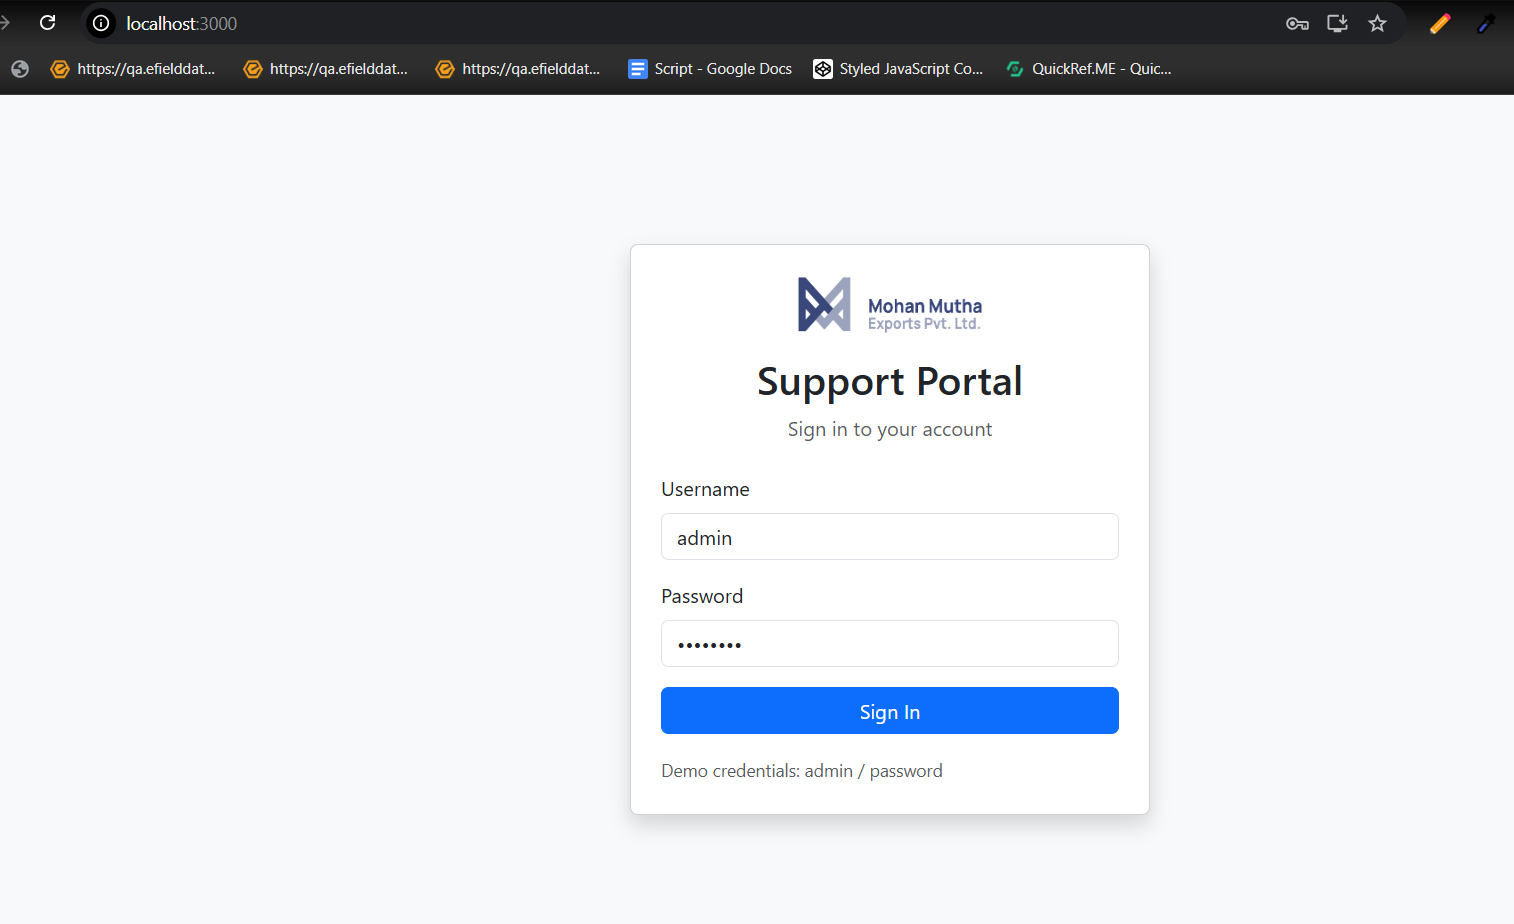 localhost:3000
https://qa.efielddat... https://qa.efielddat... https://qa.efielddat... Script - Google Docs Styled JavaScript Co... QuickRef.ME - Quic...
Mohan Mutha
Exports Pvt. Ltd.
Support Portal
Sign in to your account
Username
admin
Password
••••••••
Sign In
Demo credentials: admin / password